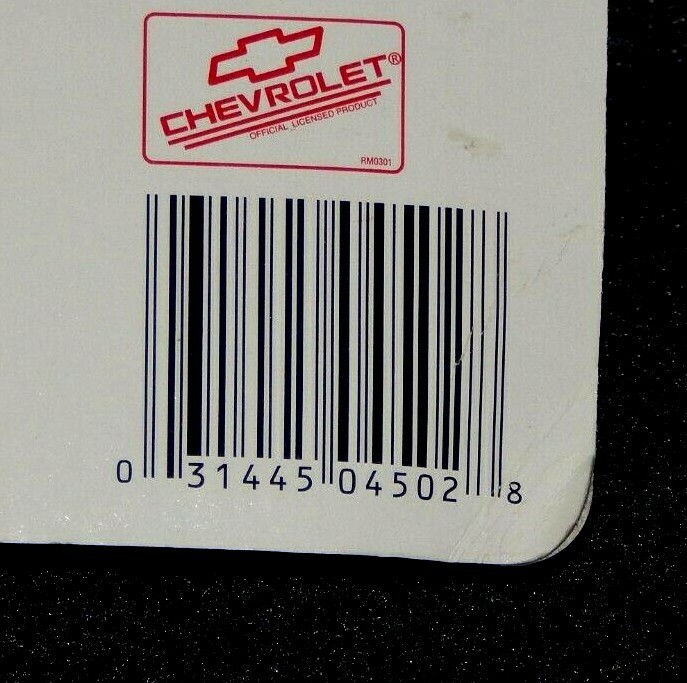 CHEVROLET®
OFFICIAL LICENSED PRODUCT
RM0301
0 31445 04502 8